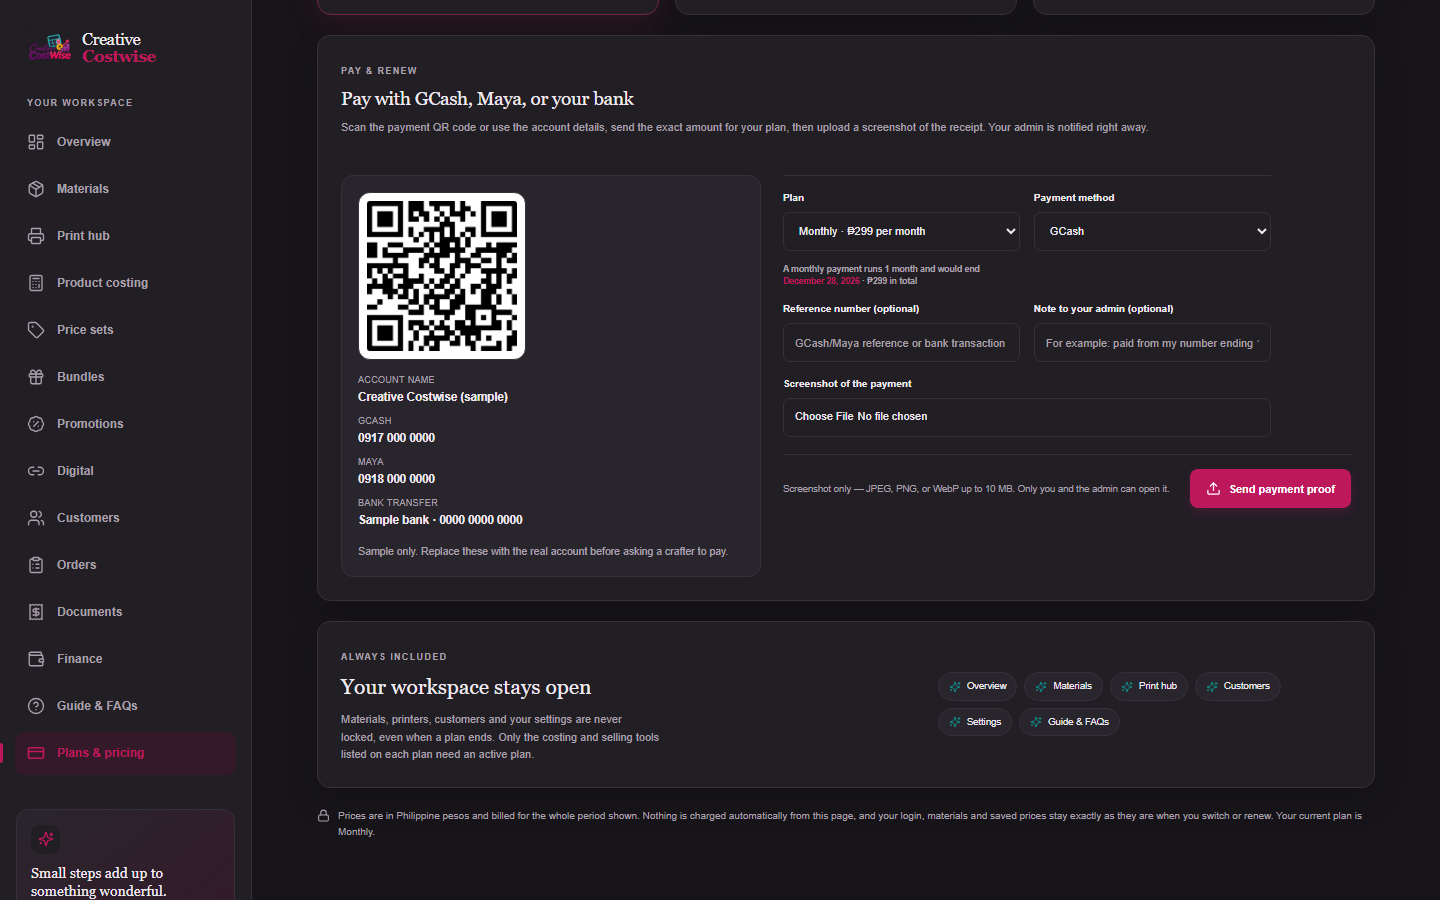 Creative
Costwise
YOUR WORKSPACE
Overview
Materials
Print hub
Product costing
Price sets
Bundles
Promotions
Digital
Customers
Orders
Documents
Finance
Guide & FAQs
Plans & pricing
Small steps add up to
something wonderful.
PAY & RENEW
Pay with GCash, Maya, or your bank
Scan the payment QR code or use the account details, send the exact amount for your plan, then upload a screenshot of the receipt. Your admin is notified right away.
ACCOUNT NAME
Creative Costwise (sample)
GCASH
0917 000 0000
MAYA
0918 000 0000
BANK TRANSFER
Sample bank · 0000 0000 0000
Sample only. Replace these with the real account before asking a crafter to pay.
Plan
Payment method
Monthly · ₱299 per month
GCash
A monthly payment runs 1 month and would end
December 28, 2026 · ₱299 in total
Reference number (optional)
Note to your admin (optional)
GCash/Maya reference or bank transaction
For example: paid from my number ending
Screenshot of the payment
Choose File No file chosen
Screenshot only — JPEG, PNG, or WebP up to 10 MB. Only you and the admin can open it.
Send payment proof
ALWAYS INCLUDED
Your workspace stays open
Materials, printers, customers and your settings are never
locked, even when a plan ends. Only the costing and selling tools
listed on each plan need an active plan.
Overview
Materials
Print hub
Customers
Settings
Guide & FAQs
Prices are in Philippine pesos and billed for the whole period shown. Nothing is charged automatically from this page, and your login, materials and saved prices stay exactly as they are when you switch or renew. Your current plan is
Monthly.